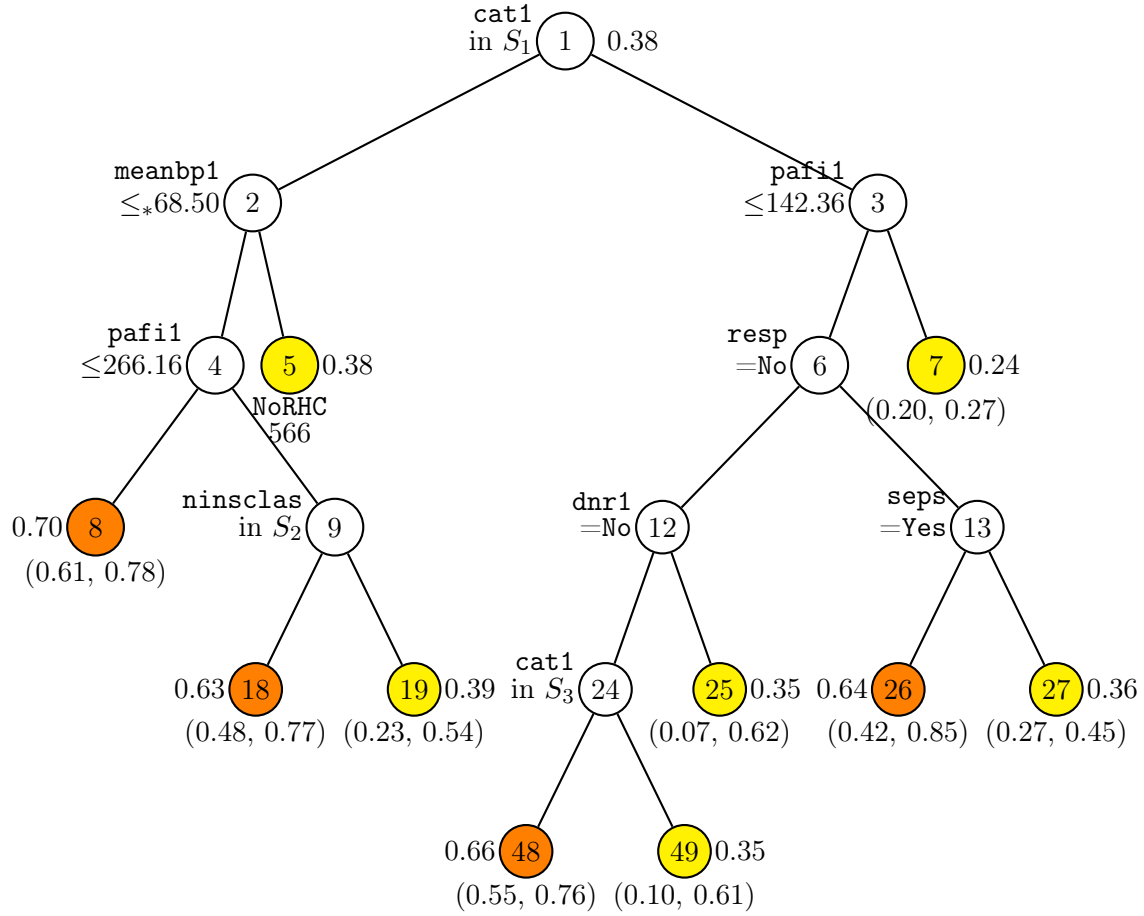 cat1
in S₁ 1 0.38
meanbp1
≤*68.50 2
pafi1
≤142.36 3
pafi1
≤266.16 4
5 0.38
NoRHC
566
resp
=No 6
7 0.24
(0.20, 0.27)
0.70 8
(0.61, 0.78)
ninsclas
in S₂ 9
dnr1
=No 12
seps
=Yes 13
0.63 18
(0.48, 0.77)
19 0.39
(0.23, 0.54)
cat1
in S₃ 24
25 0.35
(0.07, 0.62)
0.64 26
(0.42, 0.85)
27 0.36
(0.27, 0.45)
0.66 48
(0.55, 0.76)
49 0.35
(0.10, 0.61)